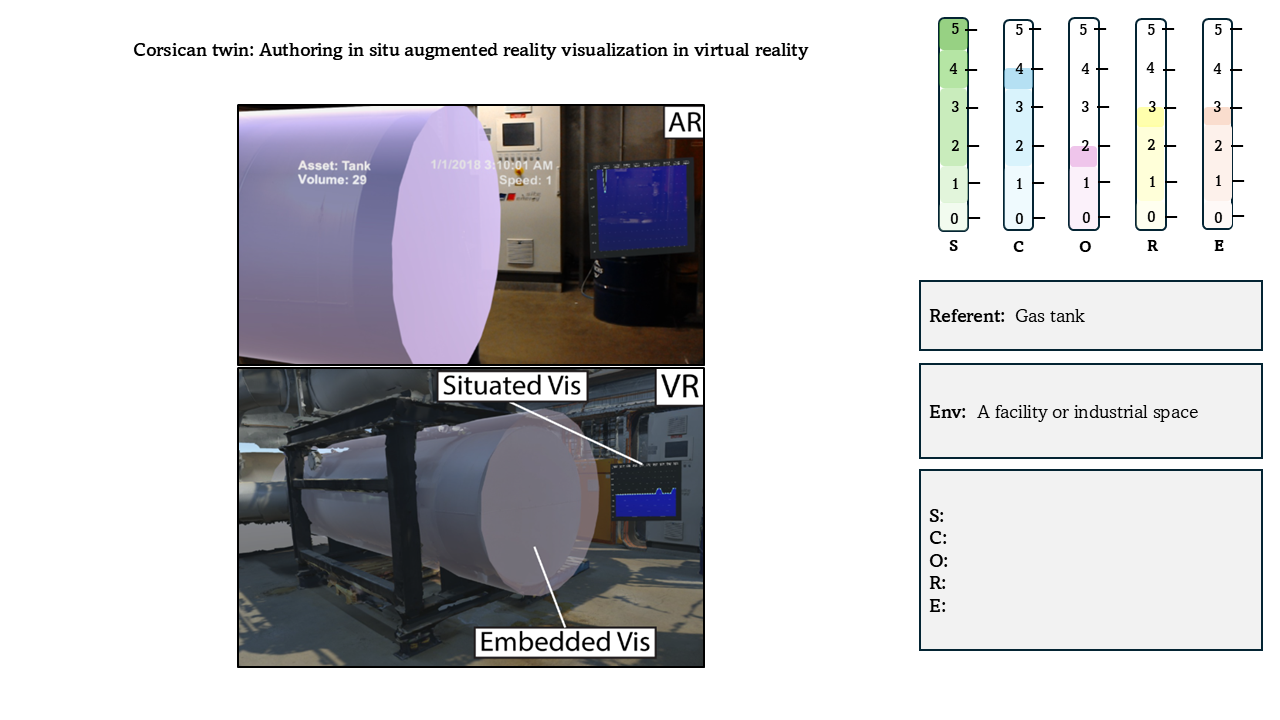 Corsican twin: Authoring in situ augmented reality visualization in virtual reality
AR
Asset: Tank
Volume: 29
1/1/2018 3:10:01 AM
Speed: 1
Situated Vis
VR
Embedded Vis
5 5 5 5 5
4 4 4 4 4
3 3 3 3 3
2 2 2 2 2
1 1 1 1 1
0 0 0 0 0
S C O R E
Referent: Gas tank
Env: A facility or industrial space
S:
C:
O:
R:
E: